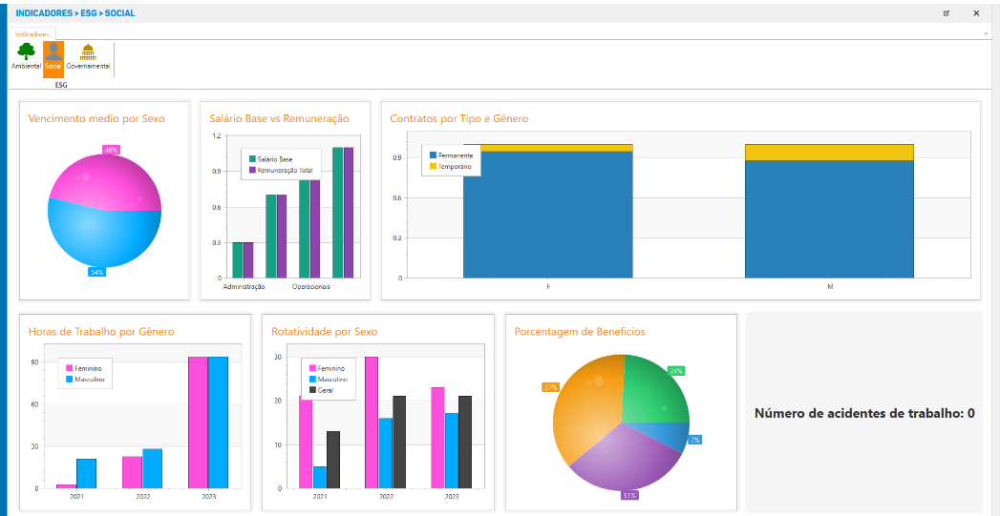 INDICADORES > ESG > SOCIAL
Indicadores
Ambiental
Social
Governamental
ESG
Vencimento medio por Sexo
46%
54%
Salário Base vs Remuneração
1.2
0.9
0.6
0.3
0
Salário Base
Remuneração Total
Administração
Operacionais
Contratos por Tipo e Gênero
0.9
0.6
0.3
0
Permanente
Temporário
F
M
Horas de Trabalho por Gênero
90
60
30
0
Feminino
Masculino
2021
2022
2023
Rotatividade por Sexo
30
20
10
0
Feminino
Masculino
Geral
2021
2022
2023
Porcentagem de Beneficios
37%
24%
7%
31%
Número de acidentes de trabalho: 0